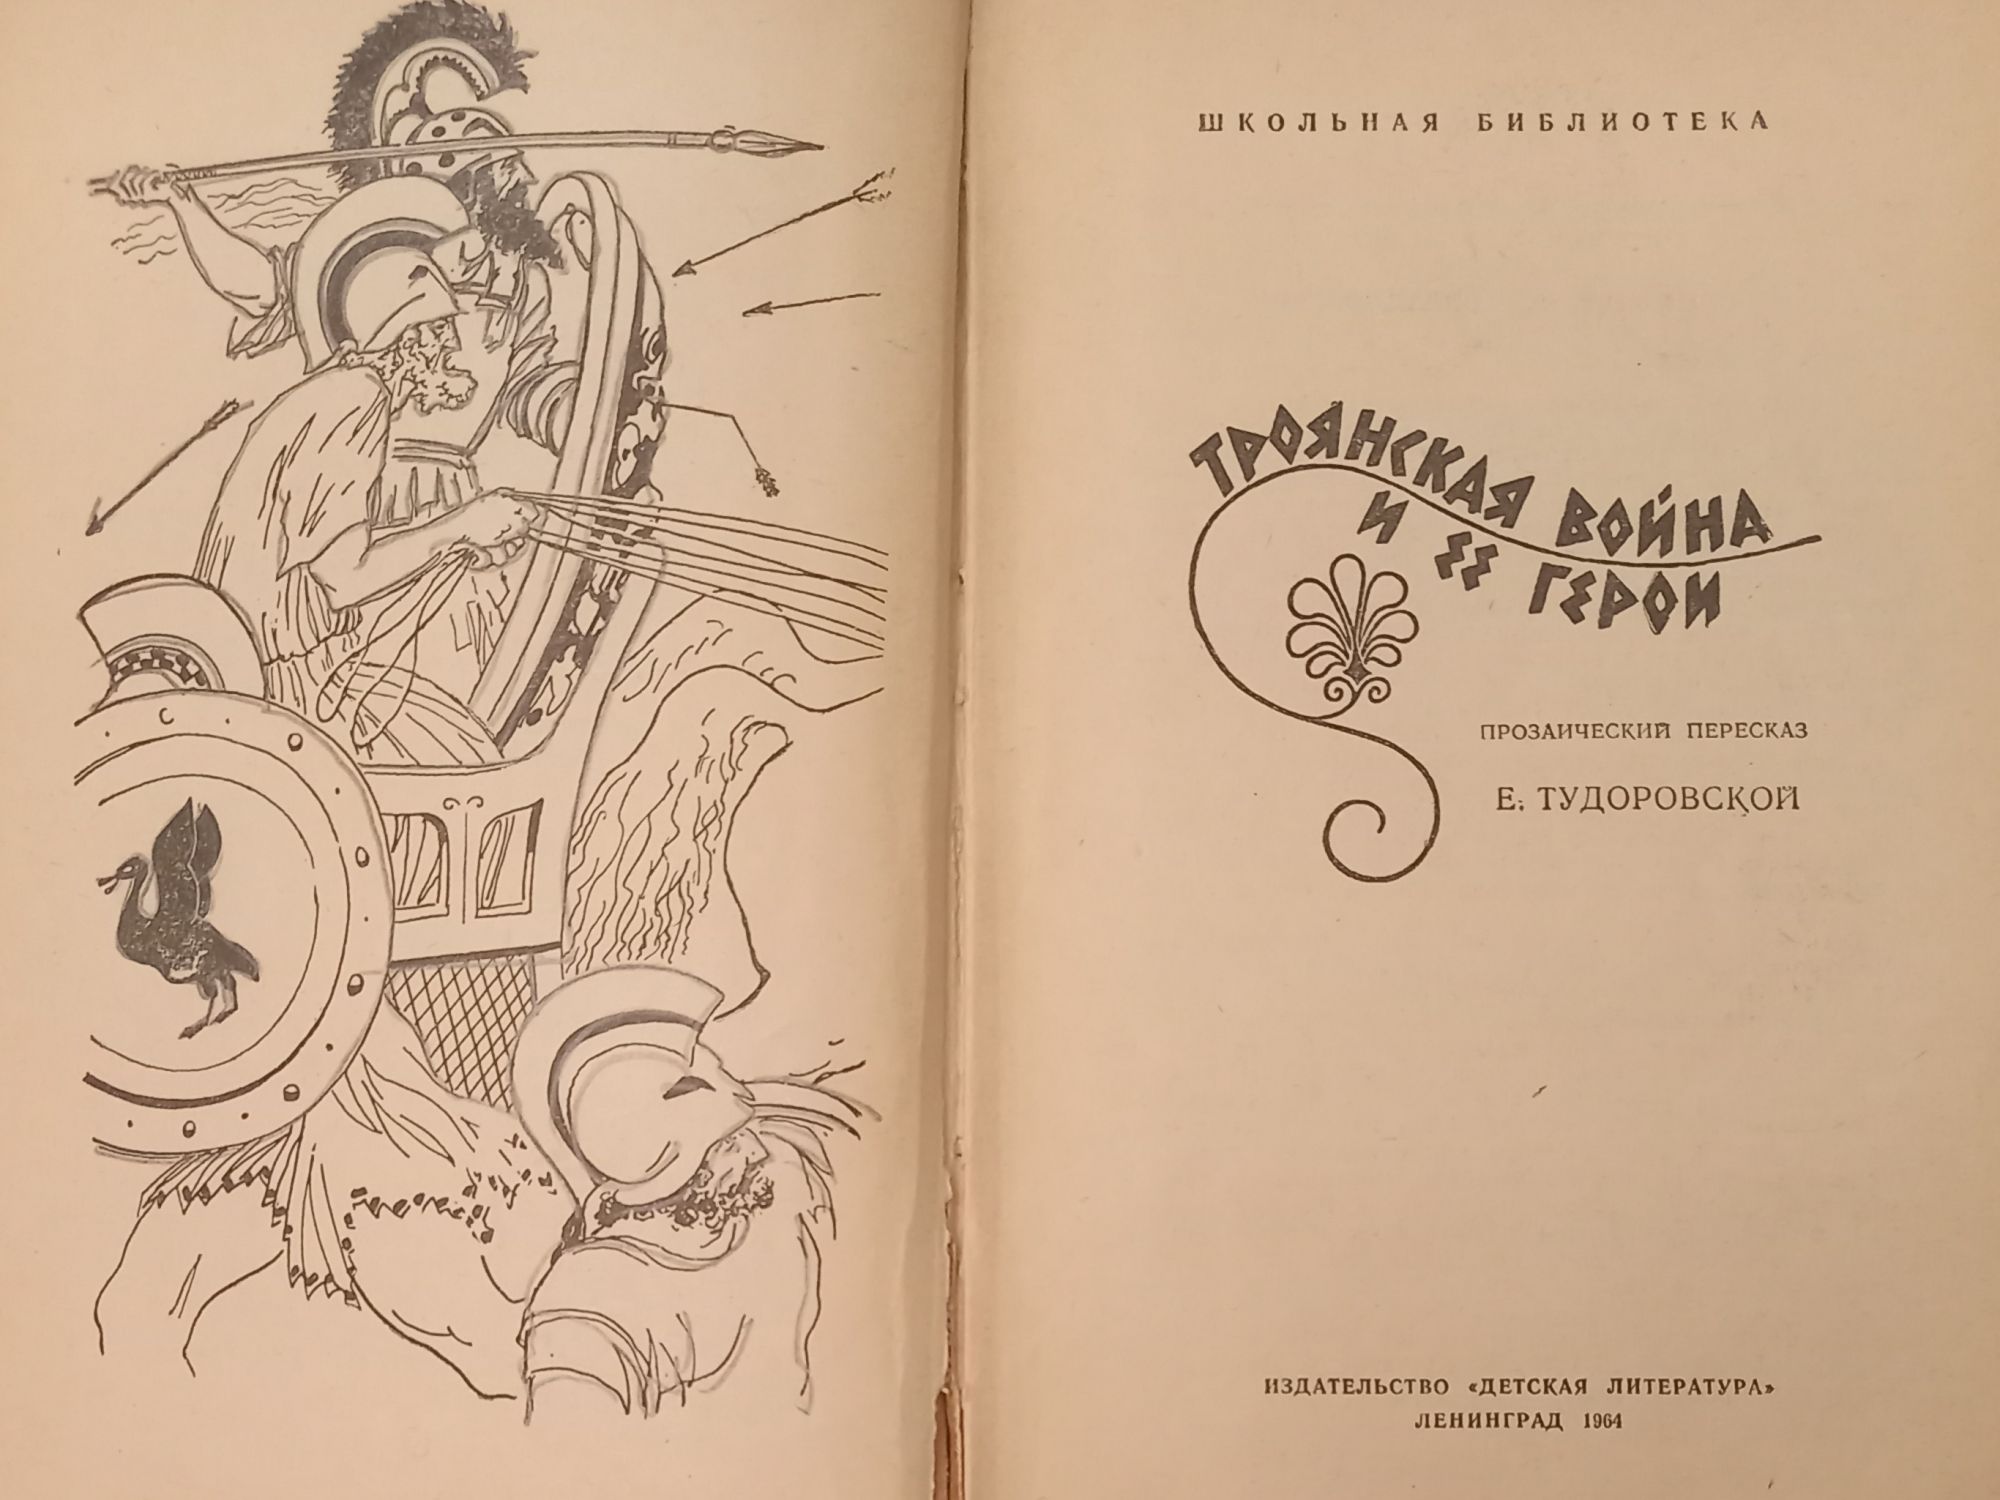 ШКОЛЬНАЯ БИБЛИОТЕКА
ТРОЯНСКАЯ ВОЙНА
И ЕЕ ГЕРОИ
ПРОЗАИЧЕСКИЙ ПЕРЕСКАЗ
Е. ТУДОРОВСКОЙ
ИЗДАТЕЛЬСТВО «ДЕТСКАЯ ЛИТЕРАТУРА»
ЛЕНИНГРАД 1964